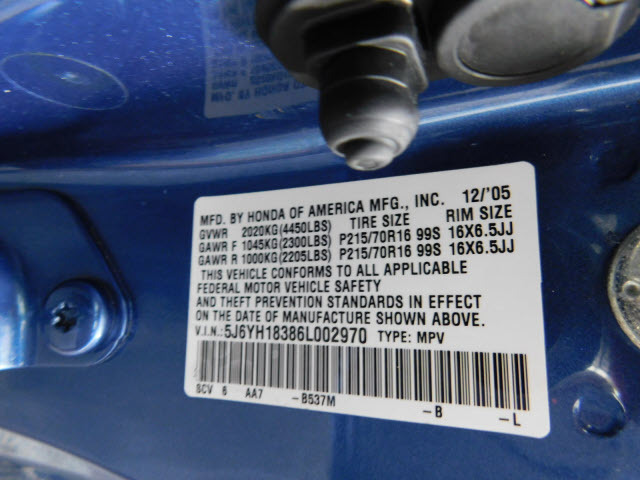 MFD. BY HONDA OF AMERICA MFG., INC. 12/'05
GVWR 2020KG(4450LBS) TIRE SIZE RIM SIZE
GAWR F 1045KG(2300LBS) P215/70R16 99S 16X6.5JJ
GAWR R 1000KG(2205LBS) P215/70R16 99S 16X6.5JJ
THIS VEHICLE CONFORMS TO ALL APPLICABLE
FEDERAL MOTOR VEHICLE SAFETY
AND THEFT PREVENTION STANDARDS IN EFFECT
ON THE DATE OF MANUFACTURE SHOWN ABOVE.
V.I.N.:5J6YH18386L002970 TYPE: MPV
SCV 6 AA7 -B537M -B -L